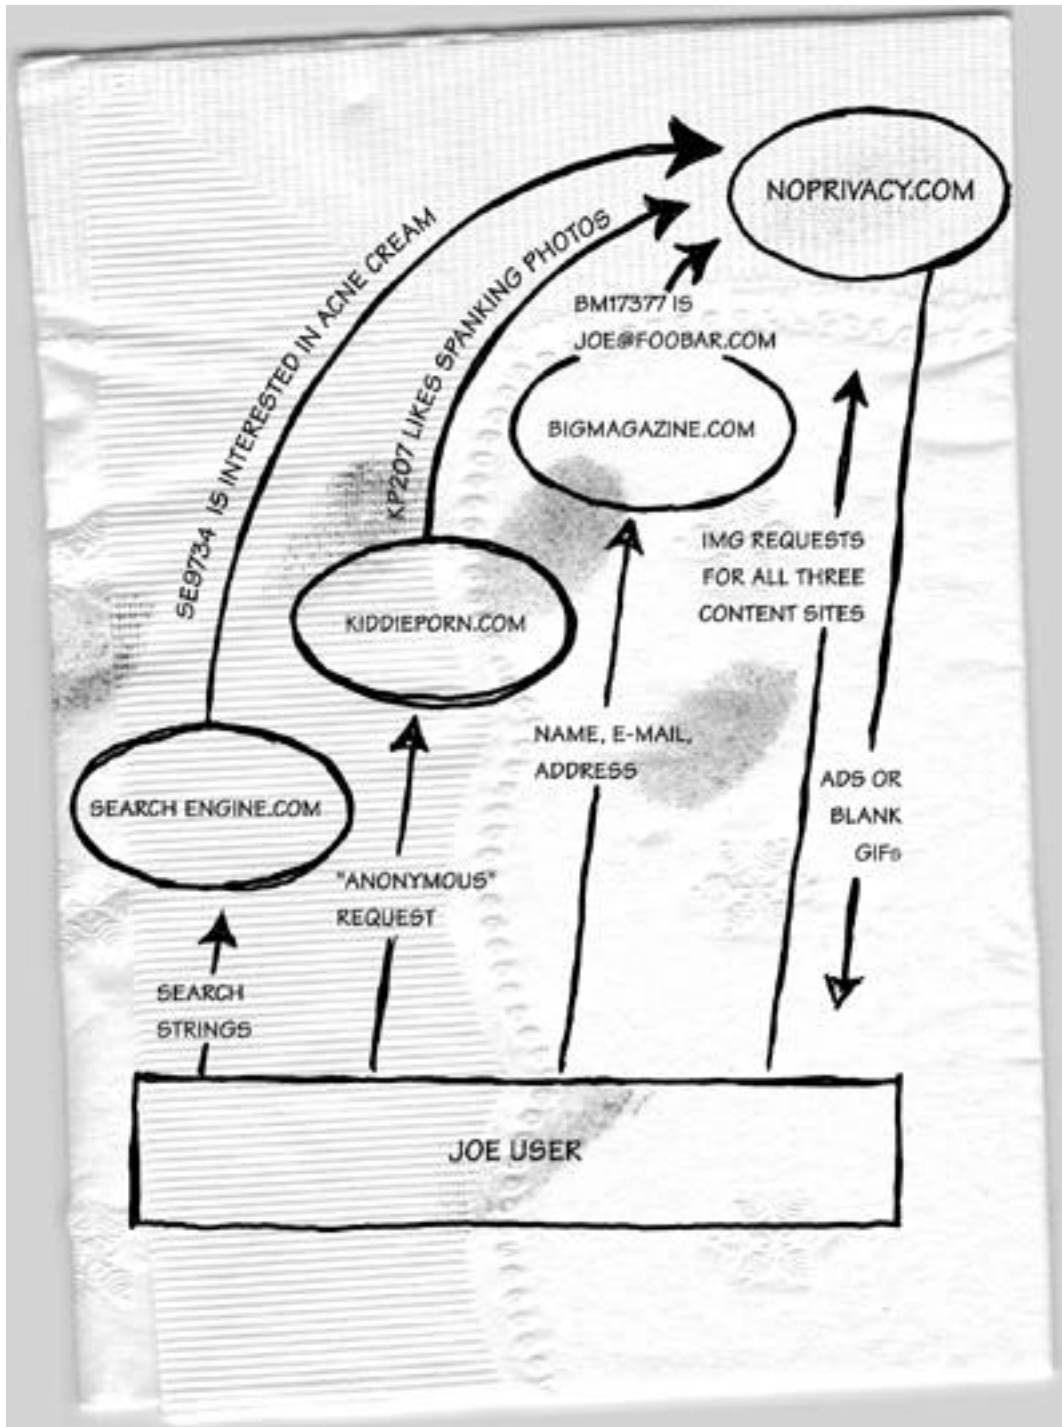 NOPRIVACY.COM
SE9734 IS INTERESTED IN ACNE CREAM
KP207 LIKES SPANKING PHOTOS
BM17377 IS
JOE@FOOBAR.COM
BIGMAGAZINE.COM
IMG REQUESTS
FOR ALL THREE
CONTENT SITES
KIDDIEPORN.COM
NAME, E-MAIL,
ADDRESS
ADS OR
BLANK
GIFs
SEARCH ENGINE.COM
"ANONYMOUS"
REQUEST
SEARCH
STRINGS
JOE USER